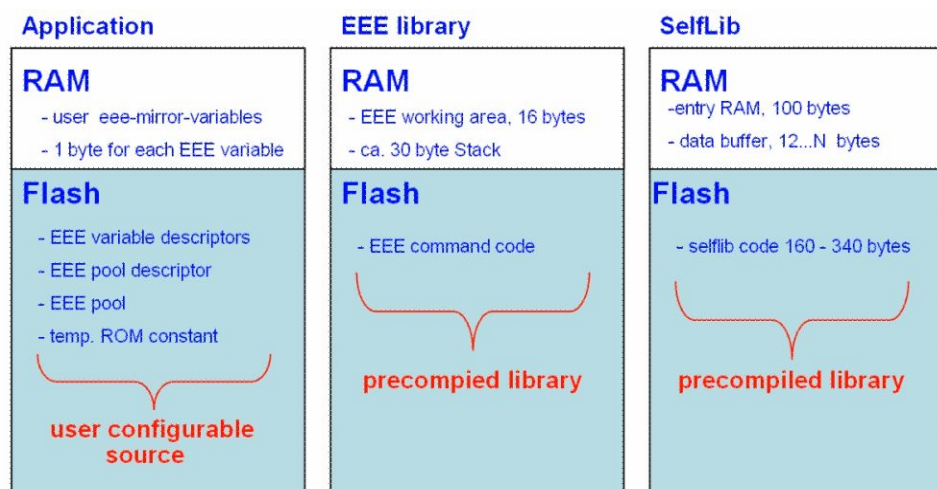 Application
RAM
- user eee-mirror-variables
- 1 byte for each EEE variable
Flash
- EEE variable descriptors
- EEE pool descriptor
- EEE pool
- temp. ROM constant
user configurable
source
EEE library
RAM
- EEE working area, 16 bytes
- ca. 30 byte Stack
Flash
- EEE command code
precompied library
SelfLib
RAM
-entry RAM, 100 bytes
- data buffer, 12...N bytes
Flash
- selflib code 160 - 340 bytes
precompiled library